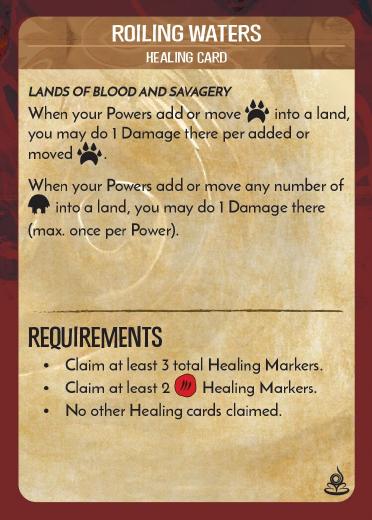 ROILING WATERS
HEALING CARD
LANDS OF BLOOD AND SAVAGERY
When your Powers add or move into a land,
you may do 1 Damage there per added or
moved .
When your Powers add or move any number of
into a land, you may do 1 Damage there
(max. once per Power).
REQUIREMENTS
• Claim at least 3 total Healing Markers.
• Claim at least 2 Healing Markers.
• No other Healing cards claimed.